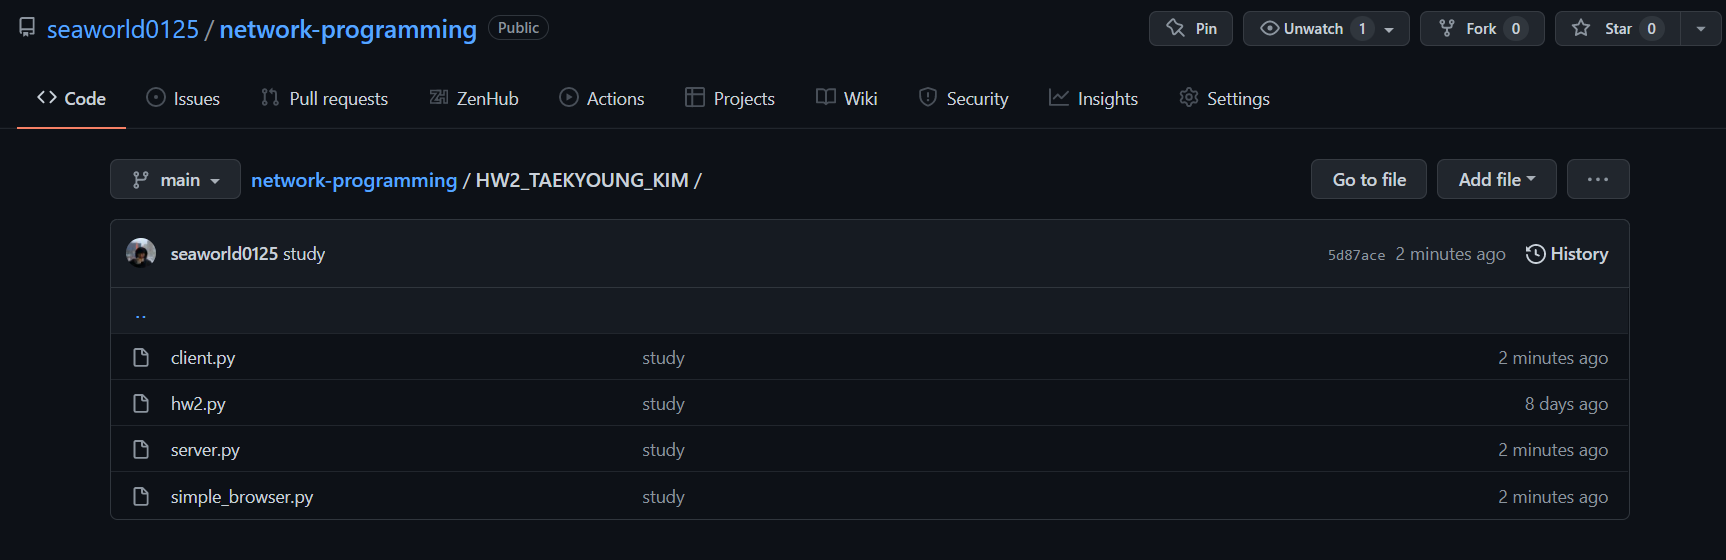 seaworld0125 / network-programming Public Pin Unwatch 1 Fork 0 Star 0
Code Issues Pull requests ZenHub Actions Projects Wiki Security Insights Settings
main network-programming / HW2_TAEKYOUNG_KIM / Go to file Add file ...
seaworld0125 study 5d87ace 2 minutes ago History
..
client.py study 2 minutes ago
hw2.py study 8 days ago
server.py study 2 minutes ago
simple_browser.py study 2 minutes ago